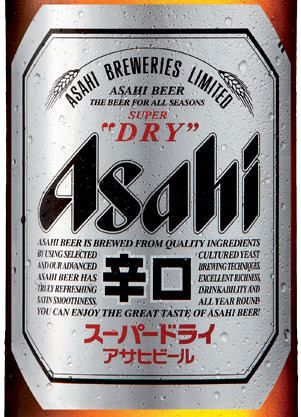 ASAHI BREWERIES LIMITED
ASAHI BEER
THE BEER FOR ALL SEASONS
SUPER
"DRY"
Asahi
ASAHI BEER IS BREWED FROM QUALITY INGREDIENTS
BY USING SELECTED 'CULTURED YEAST
AND OUR ADVANCED BREWING TECHNIQUES.
ASAHI BEER HAS EXCELLENT RICHNESS,
TRULY REFRESHING DRINKABILITY AND
SATIN SMOOTHNESS. ALL YEAR ROUND
辛口
YOU CAN ENJOY THE GREAT TASTE OF ASAHI BEER!
スーパードライ
アサヒビール